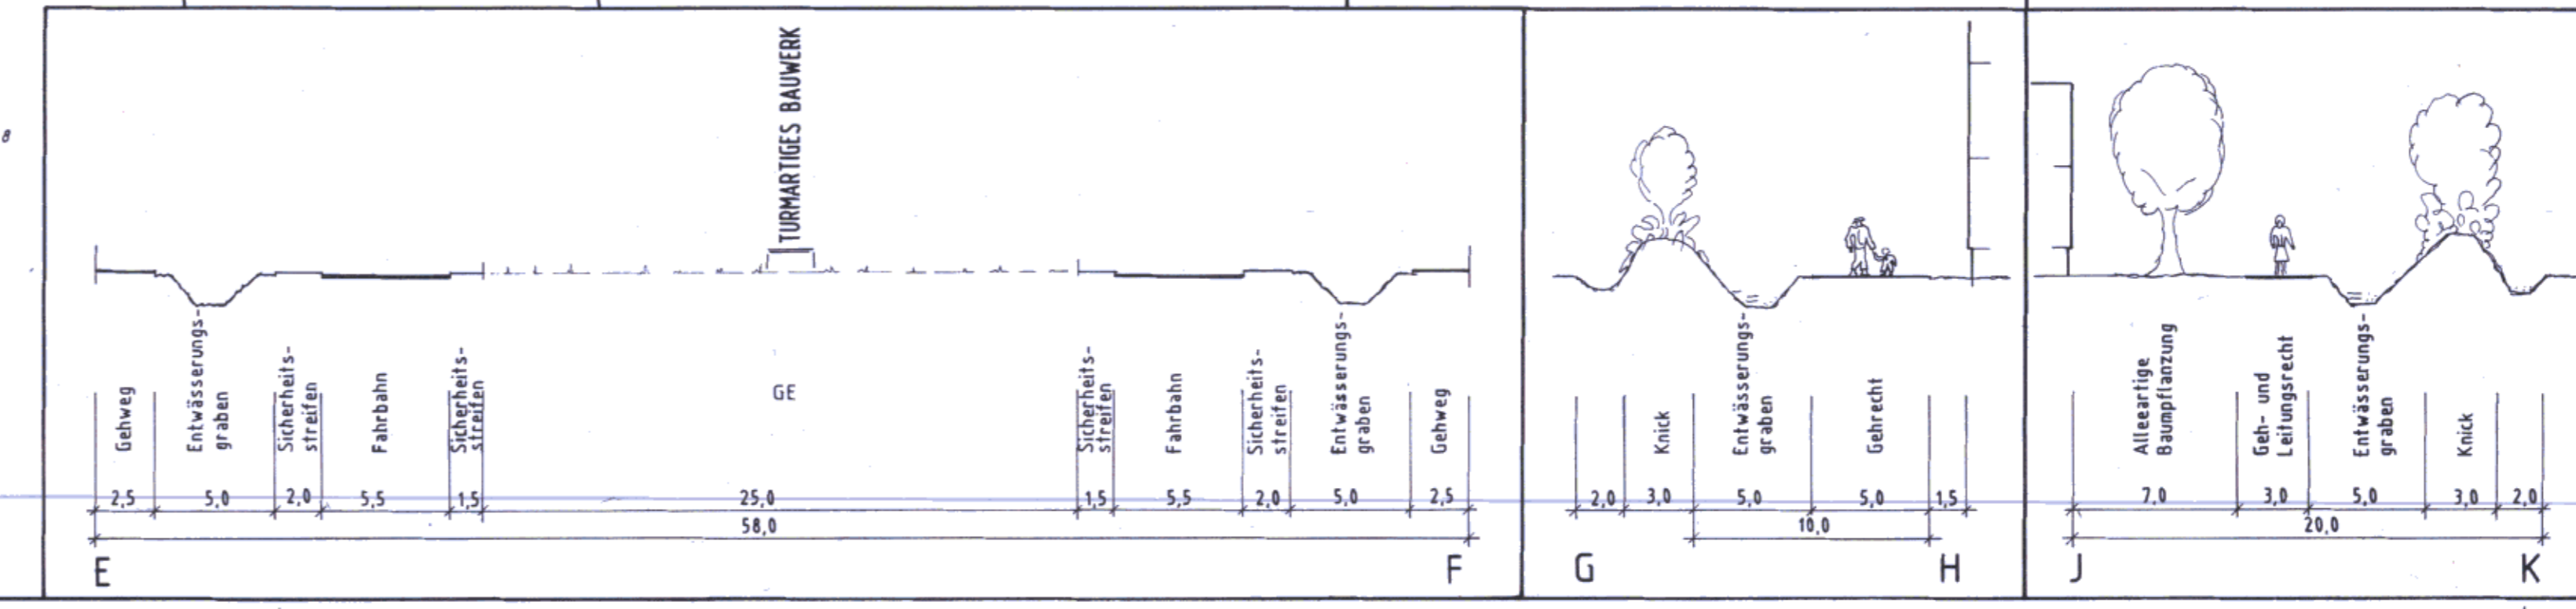 8
TURMARTIGES BAUWERK
Gehweg
Entwässerungs-
graben
Sicherheits-
streifen
Fahrbahn
Sicherheits-
streifen
GE
Sicherheits-
streifen
Fahrbahn
Sicherheits-
streifen
Entwässerungs-
graben
Gehweg
2,5 5,0 2,0 5,5 1,5 25,0 1,5 5,5 2,0 5,0 2,5
58,0
E F
Knick
Entwässerungs-
graben
Gehrecht
2,0 3,0 5,0 5,0 1,5
10,0
G H
Alleeartige
Baumpflanzung
Geh- und
Leitungsrecht
Entwässerungs-
graben
Knick
7,0 3,0 5,0 3,0 2,0
20,0
J K